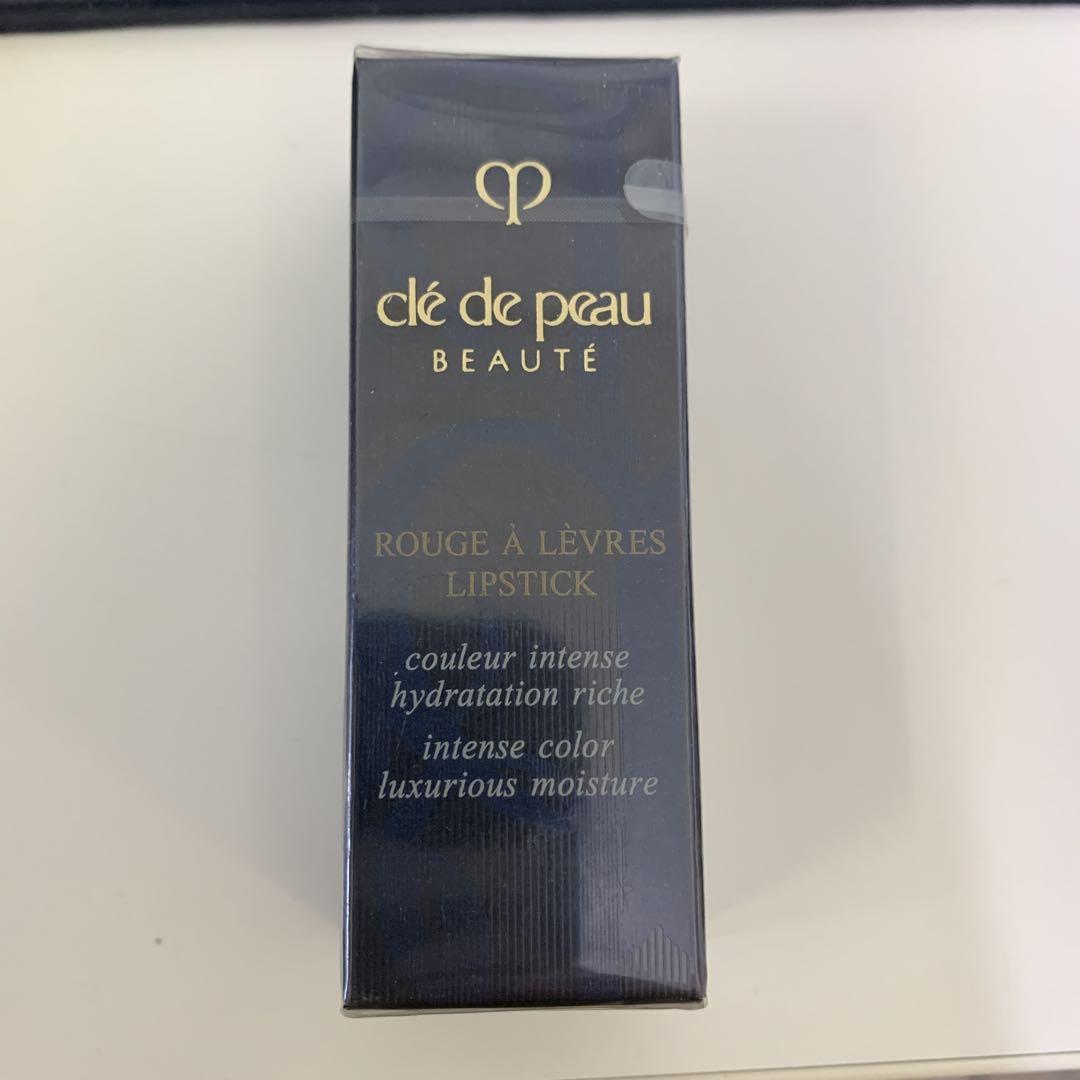 clé de peau
BEAUTÉ
ROUGE À LÈVRES
LIPSTICK
couleur intense
hydratation riche
intense color
luxurious moisture